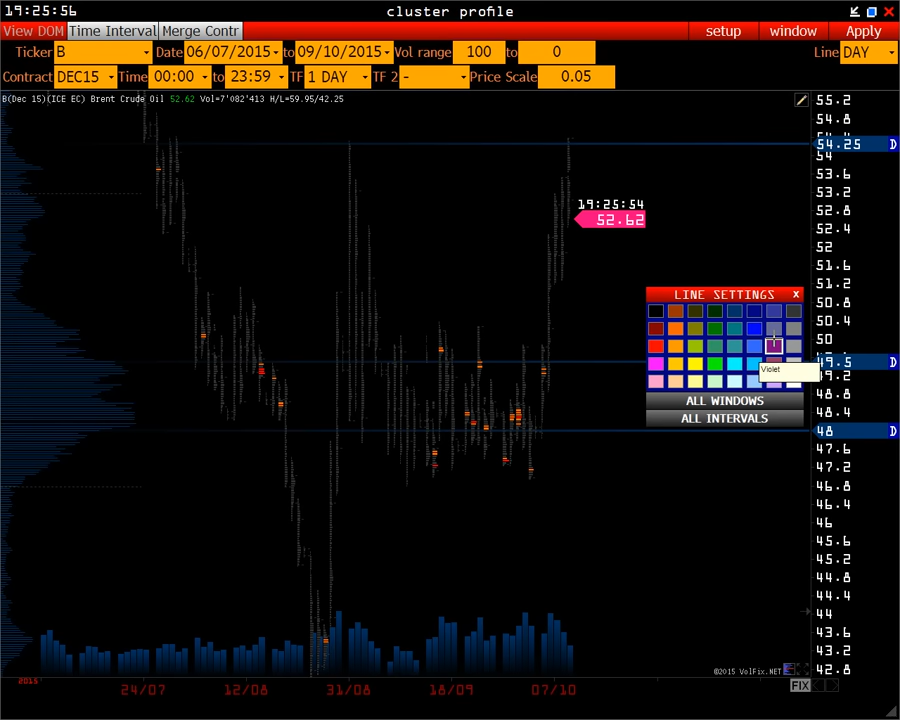 19:25:56 cluster profile
View DOM Time Interval Merge Contr setup window Apply
Ticker B Date 06/07/2015 to 09/10/2015 Vol range 100 to 0 Line DAY
Contract DEC15 Time 00:00 to 23:59 TF 1 DAY TF 2 - Price Scale 0.05
B(Dec 15)(ICE EC) Brent Crude Oil 52.62 Vol=7'082'413 H/L=59.95/42.25
55.2
54.8
54.25 D
54
53.6
53.2
19:25:54
52.8
52.62
52.4
52
51.6
51.2
LINE SETTINGS x
50.8
50.4
50
49.5 D
Violet
49.2
48.8
ALL WINDOWS
48.4
ALL INTERVALS
48 D
47.6
47.2
46.8
46.4
46
45.6
45.2
44.8
44.4
44
43.6
43.2
©2015 VolFix.NET
42.8
2015
24/07 12/08 31/08 18/09 07/10
FIX